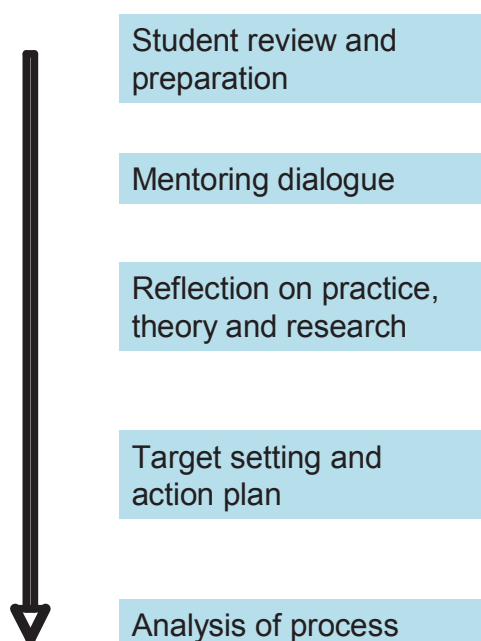 Student review and
preparation
Mentoring dialogue
Reflection on practice,
theory and research
Target setting and
action plan
Analysis of process